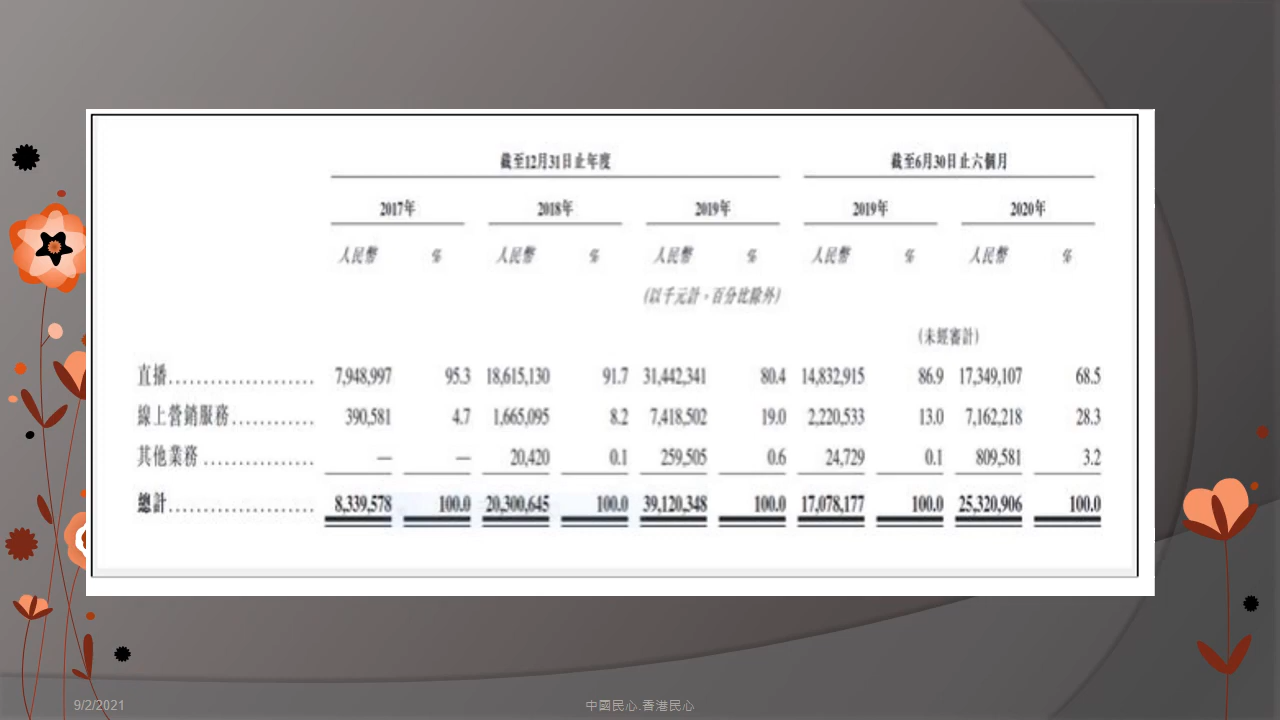 截至12月31日止年度 截至6月30日止六個月
2017年 2018年 2019年 2019年 2020年
人民幣 % 人民幣 % 人民幣 % 人民幣 % 人民幣 %
(以千元計，百分比除外)
(未經審計)
直播..................... 7,948,997 95.3 18,615,130 91.7 31,442,341 80.4 14,832,915 86.9 17,349,107 68.5
線上營銷服務............ 390,581 4.7 1,665,095 8.2 7,418,502 19.0 2,220,533 13.0 7,162,218 28.3
其他業務................ — — 20,420 0.1 259,505 0.6 24,729 0.1 809,581 3.2
總計..................... 8,339,578 100.0 20,300,645 100.0 39,120,348 100.0 17,078,177 100.0 25,320,906 100.0
9/2/2021 中國民心.香港民心